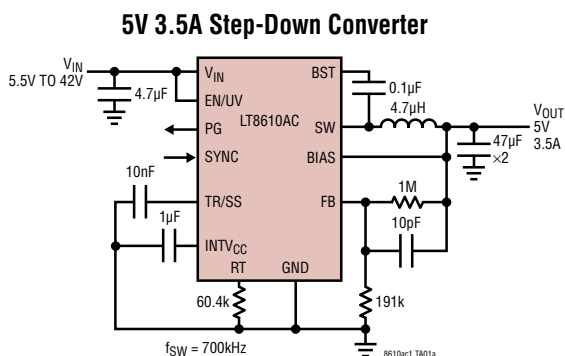 5V 3.5A Step-Down Converter
VIN
5.5V TO 42V
4.7µF
VIN
EN/UV
PG
SYNC
TR/SS
INTVCC
RT
GND
LT8610AC
BST
SW
BIAS
FB
0.1µF
4.7µH
VOUT
5V
3.5A
47µF
×2
10nF
1µF
1M
10pF
60.4k
191k
fSW = 700kHz
8610ac1 TA01a